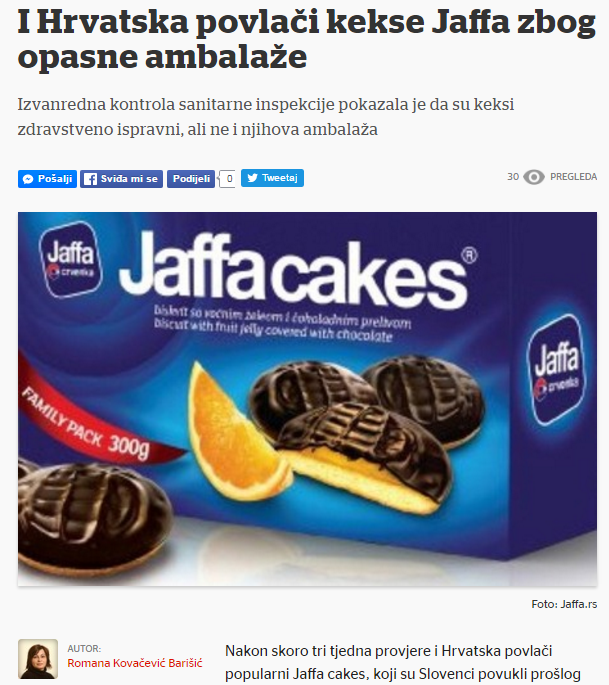 I Hrvatska povlači kekse Jaffa zbog
opasne ambalaže
Izvanredna kontrola sanitarne inspekcije pokazala je da su keksi
zdravstveno ispravni, ali ne i njihova ambalaža
Pošalji
Sviđa mi se
Podijeli
0
Tweetaj
30 PREGLEDA
Jaffa
crvenka
Jaffa cakes®
biskvit sa voćnim želeom i čokoladnim prelivom
biscuit with fruit jelly covered with chocolate
FAMILY PACK 300g
Jaffa
crvenka
Foto: Jaffa.rs
AUTOR:
Romana Kovačević Barišić
Nakon skoro tri tjedna provjere i Hrvatska povlači
popularni Jaffa cakes, koji su Slovenci povukli prošlog